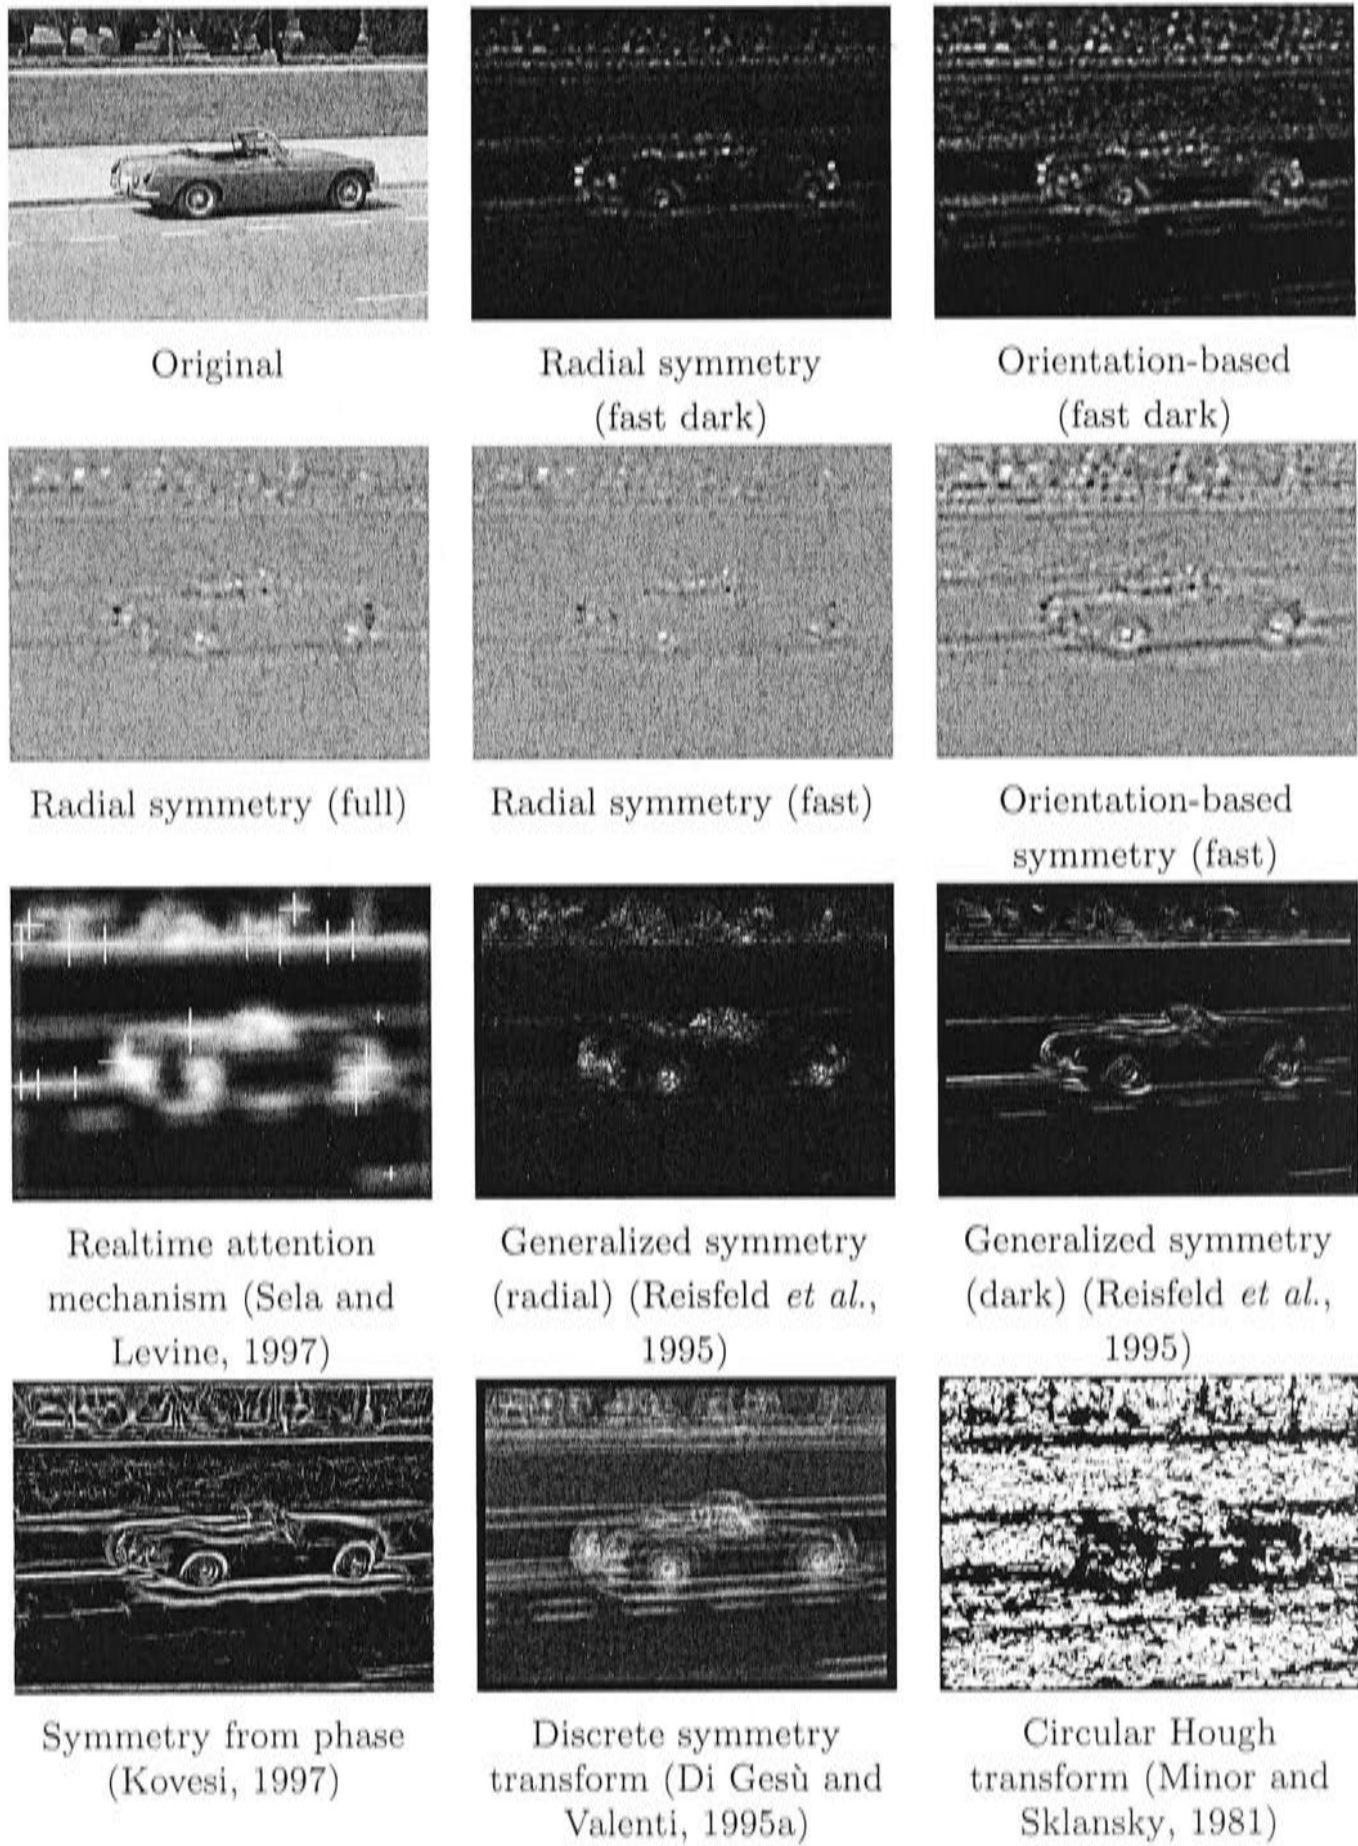 Original
Radial symmetry
(fast dark)
Orientation-based
(fast dark)
Radial symmetry (full)
Radial symmetry (fast)
Orientation-based
symmetry (fast)
Realtime attention
mechanism (Sela and
Levine, 1997)
Generalized symmetry
(radial) (Reisfeld et al.,
1995)
Generalized symmetry
(dark) (Reisfeld et al.,
1995)
Symmetry from phase
(Kovesi, 1997)
Discrete symmetry
transform (Di Gesù and
Valenti, 1995a)
Circular Hough
transform (Minor and
Sklansky, 1981)